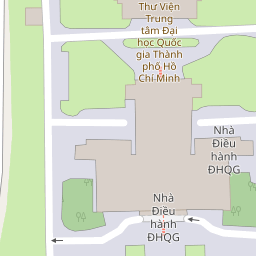 Thư Viện
Trung
tâm Đại
học Quốc
gia Thành
phố Hồ
Chí Minh
Nhà
Điều
hành
ĐHQG
Nhà
Điều
hành
ĐHQG